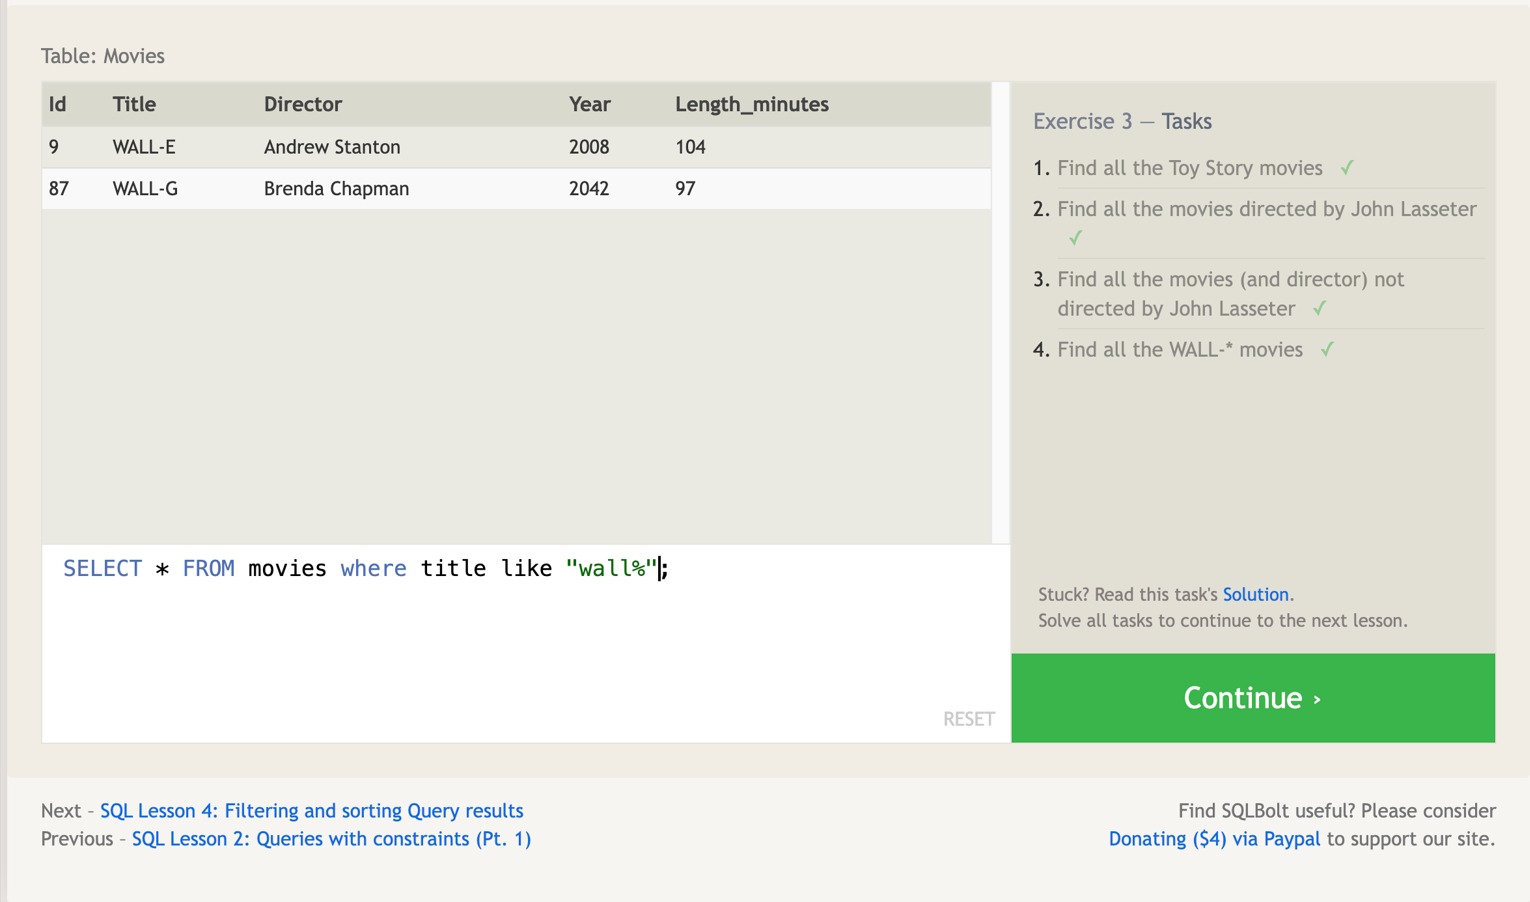 Table: Movies
Id Title Director Year Length_minutes
9 WALL-E Andrew Stanton 2008 104
87 WALL-G Brenda Chapman 2042 97
SELECT * FROM movies where title like "wall%";
RESET
Exercise 3 — Tasks
1. Find all the Toy Story movies ✓
2. Find all the movies directed by John Lasseter
✓
3. Find all the movies (and director) not
directed by John Lasseter ✓
4. Find all the WALL-* movies ✓
Stuck? Read this task's Solution.
Solve all tasks to continue to the next lesson.
Continue ›
Next – SQL Lesson 4: Filtering and sorting Query results
Previous – SQL Lesson 2: Queries with constraints (Pt. 1)
Find SQLBolt useful? Please consider
Donating ($4) via Paypal to support our site.